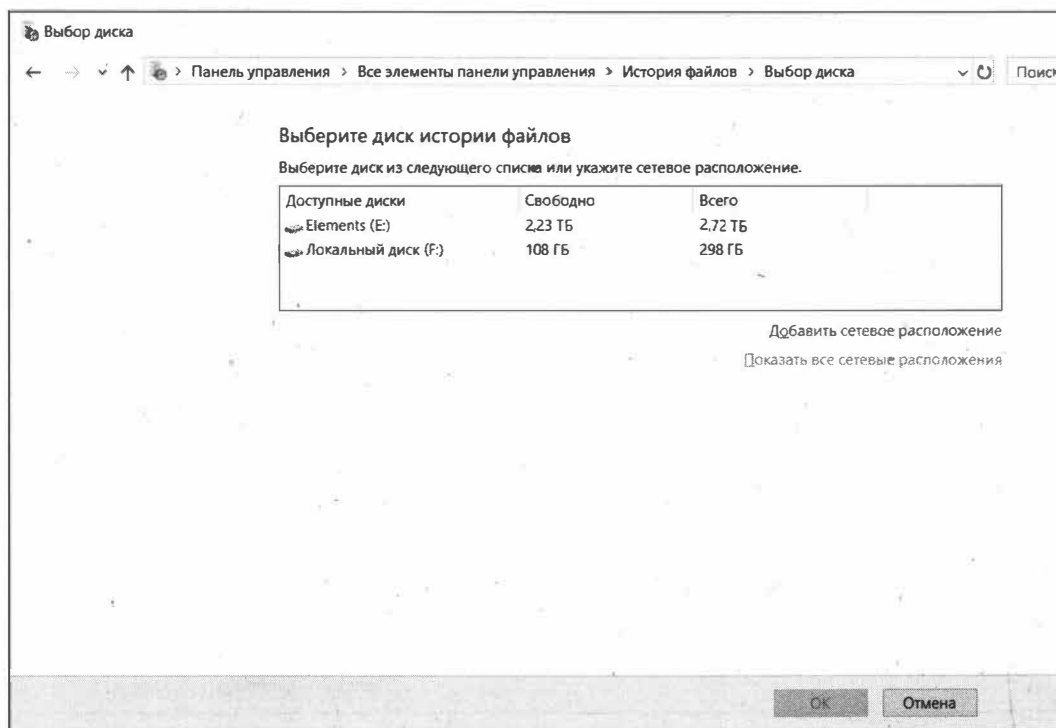 Выбор диска
Панель управления > Все элементы панели управления > История файлов > Выбор диска
Поиск
Выберите диск истории файлов
Выберите диск из следующего списка или укажите сетевое расположение.
Доступные диски Свободно Всего
Elements (E:) 2,23 ТБ 2,72 ТБ
Локальный диск (F:) 108 ГБ 298 ГБ
Добавить сетевое расположение
Показать все сетевые расположения
ОК Отмена